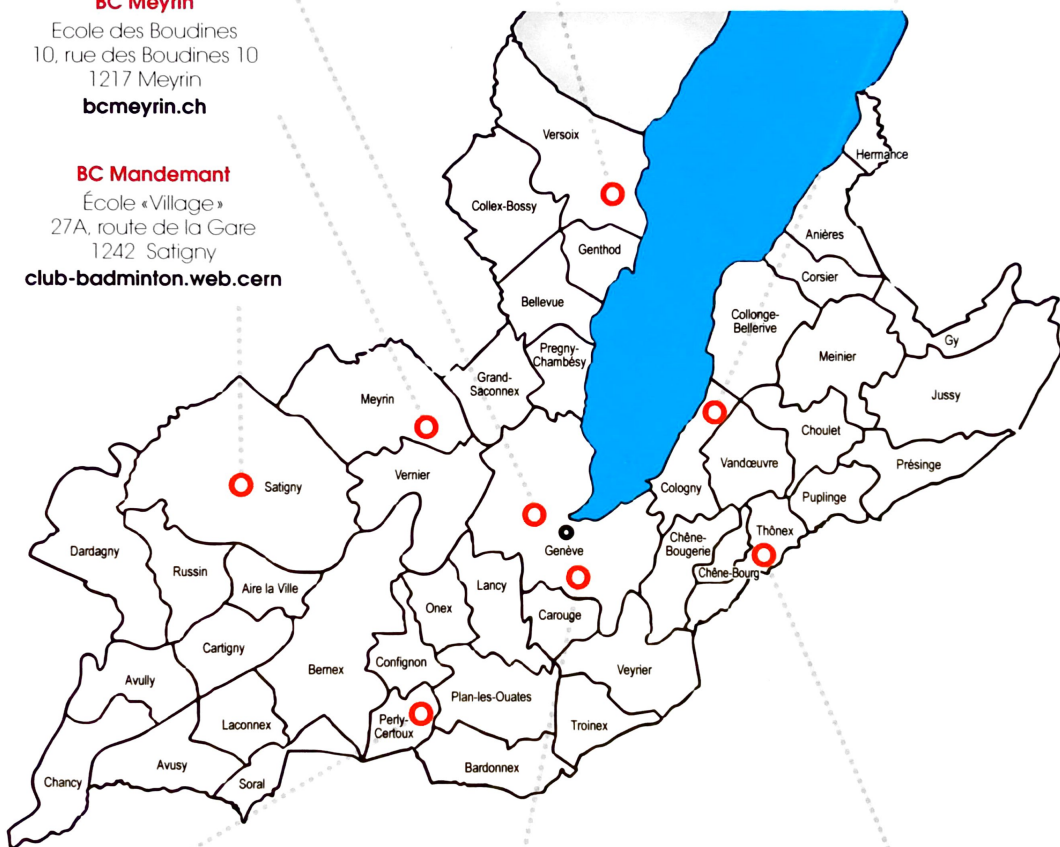 BC Meyrin
Ecole des Boudines
10, rue des Boudines 10
1217 Meyrin
bcmeyrin.ch
BC Mandemant
École «Village»
27A, route de la Gare
1242 Satigny
club-badminton.web.cern
Versoix
Hermance
Collex-Bossy
Anières
Genthod
Corsier
Bellevue
Collonge-
Bellerive
Gy
Pregny-
Chambésy
Meinier
Grand-
Saconnex
Jussy
Meyrin
Choulet
Vandœuvre
Présinge
Vernier
Satigny
Cologny
Puplinge
Thônex
Genève
Chêne-
Bougerie
Dardagny
Russin
Chêne-Bourg
Aire la Ville
Lancy
Onex
Carouge
Cartigny
Confignon
Bernex
Veyrier
Avully
Plan-les-Ouates
Laconnex
Perly-
Certoux
Troinex
Avusy
Bardonnex
Chancy
Soral